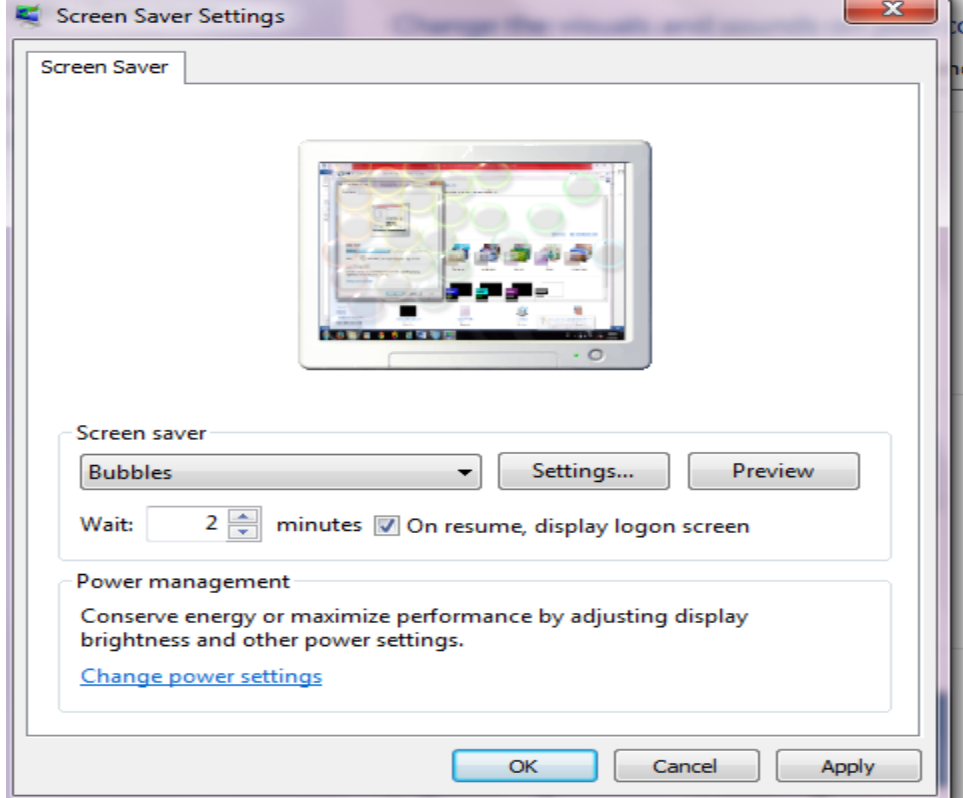 Screen Saver Settings
Screen Saver
Screen saver
Bubbles
Settings...
Preview
Wait: 2 minutes On resume, display logon screen
Power management
Conserve energy or maximize performance by adjusting display
brightness and other power settings.
Change power settings
OK Cancel Apply